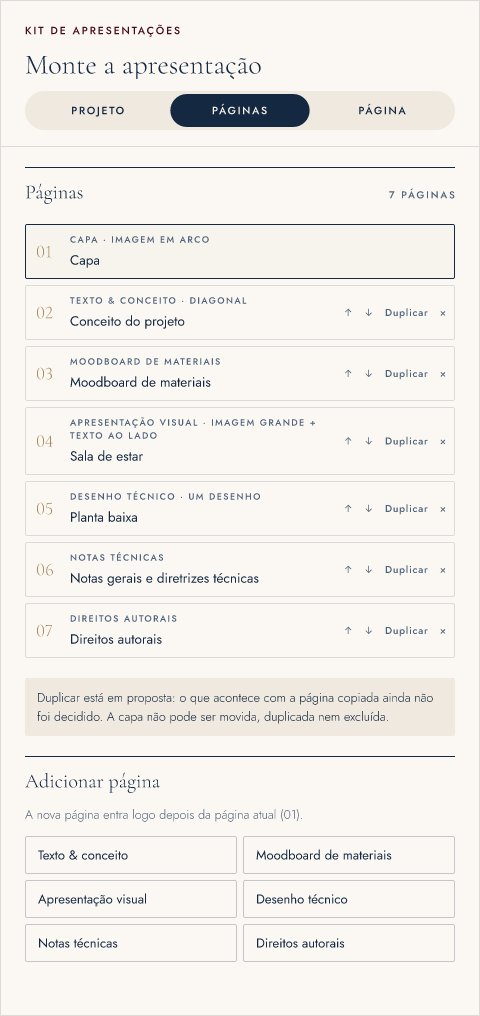 KIT DE APRESENTAÇÕES
Monte a apresentação
PROJETO PÁGINAS PÁGINA
Páginas 7 PÁGINAS
01 CAPA · IMAGEM EM ARCO
Capa
02 TEXTO & CONCEITO · DIAGONAL
Conceito do projeto ↑ ↓ Duplicar ×
03 MOODBOARD DE MATERIAIS
Moodboard de materiais ↑ ↓ Duplicar ×
04 APRESENTAÇÃO VISUAL · IMAGEM GRANDE +
TEXTO AO LADO
Sala de estar ↑ ↓ Duplicar ×
05 DESENHO TÉCNICO · UM DESENHO
Planta baixa ↑ ↓ Duplicar ×
06 NOTAS TÉCNICAS
Notas gerais e diretrizes técnicas ↑ ↓ Duplicar ×
07 DIREITOS AUTORAIS
Direitos autorais ↑ ↓ Duplicar ×
Duplicar está em proposta: o que acontece com a página copiada ainda não
foi decidido. A capa não pode ser movida, duplicada nem excluída.
Adicionar página
A nova página entra logo depois da página atual (01).
Texto & conceito Moodboard de materiais
Apresentação visual Desenho técnico
Notas técnicas Direitos autorais